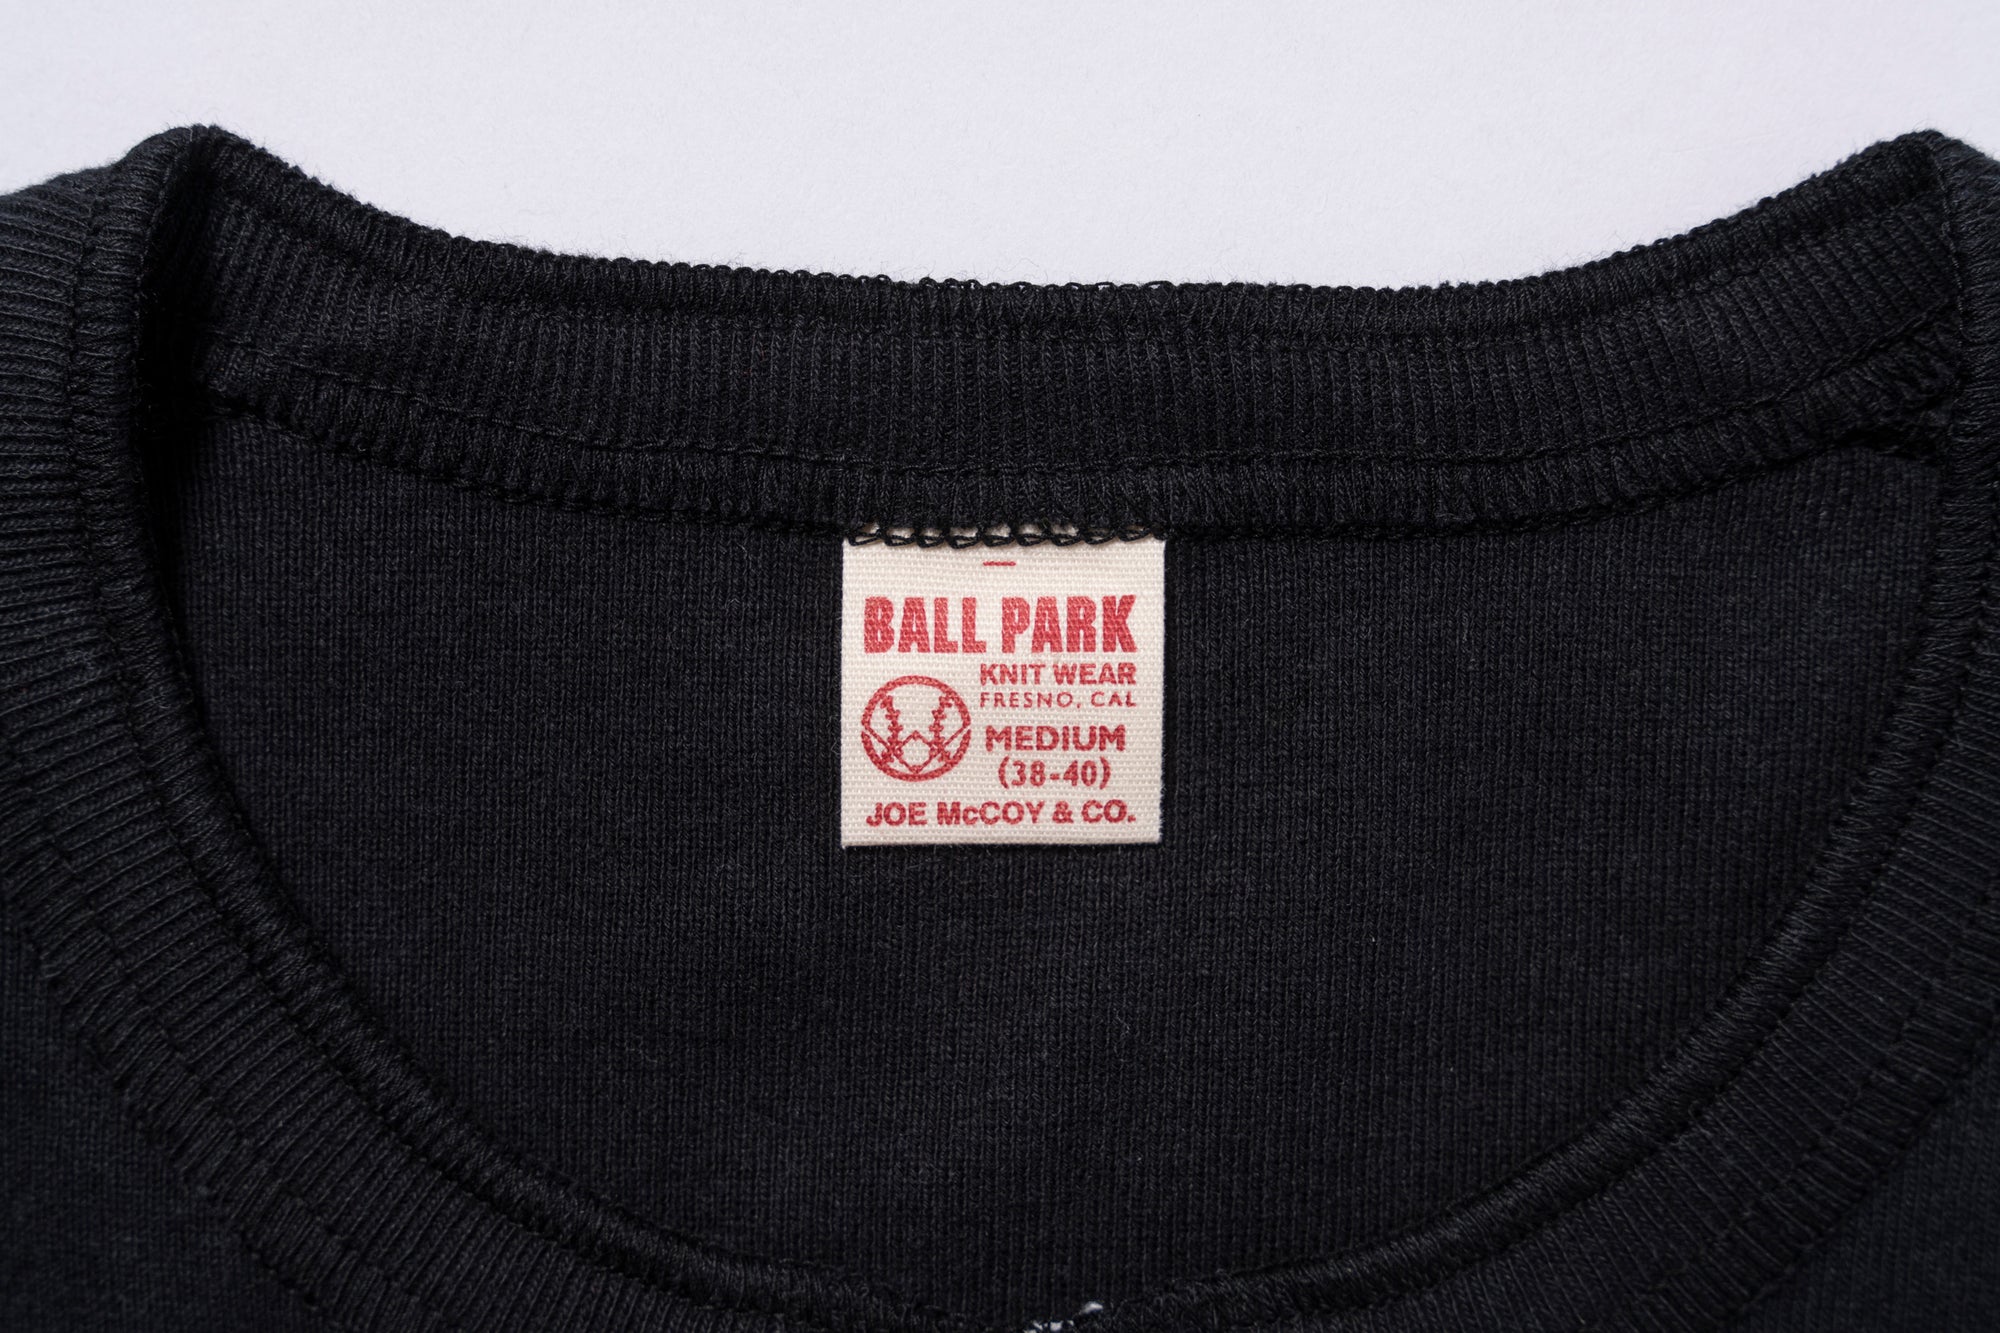 BALL PARK
KNIT WEAR
FRESNO, CAL
MEDIUM
(38-40)
JOE McCOY & CO.